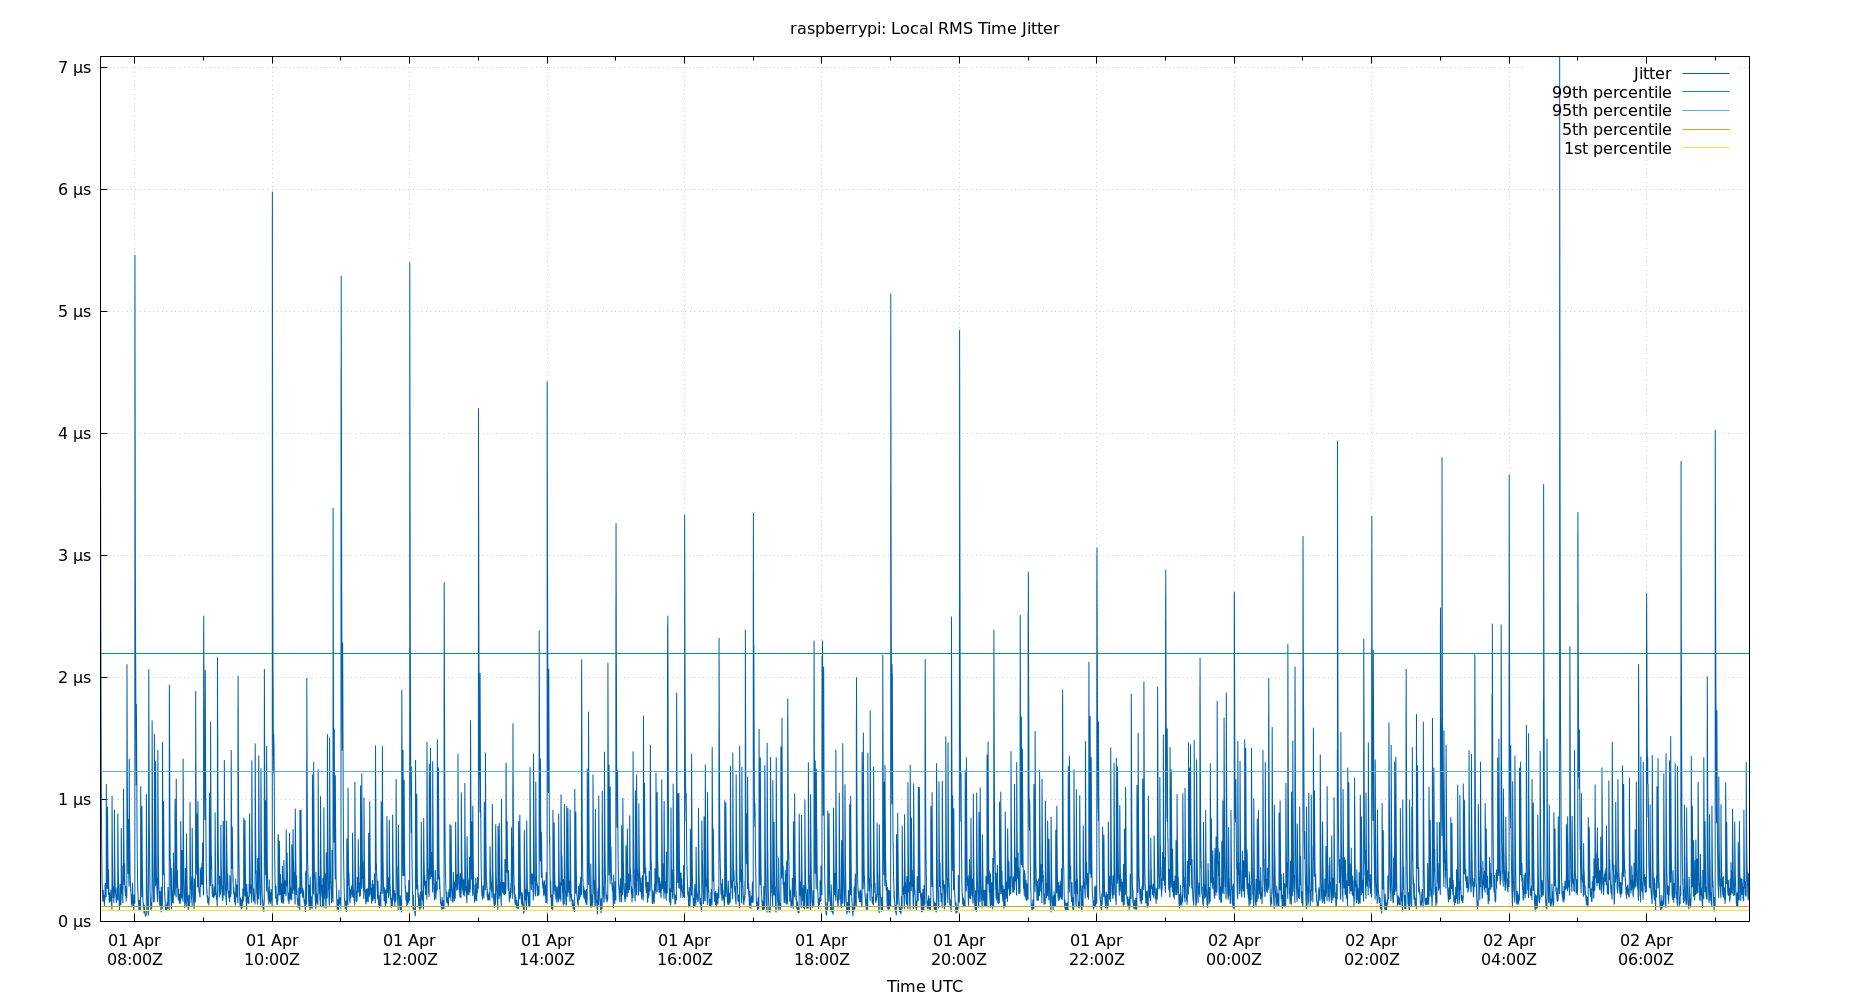 raspberrypi: Local RMS Time Jitter
7 µs
6 µs
5 µs
4 µs
3 µs
2 µs
1 µs
0 µs
Jitter
99th percentile
95th percentile
5th percentile
1st percentile
01 Apr 01 Apr 01 Apr 01 Apr 01 Apr 01 Apr 01 Apr 01 Apr 02 Apr 02 Apr 02 Apr 02 Apr
08:00Z 10:00Z 12:00Z 14:00Z 16:00Z 18:00Z 20:00Z 22:00Z 00:00Z 02:00Z 04:00Z 06:00Z
Time UTC